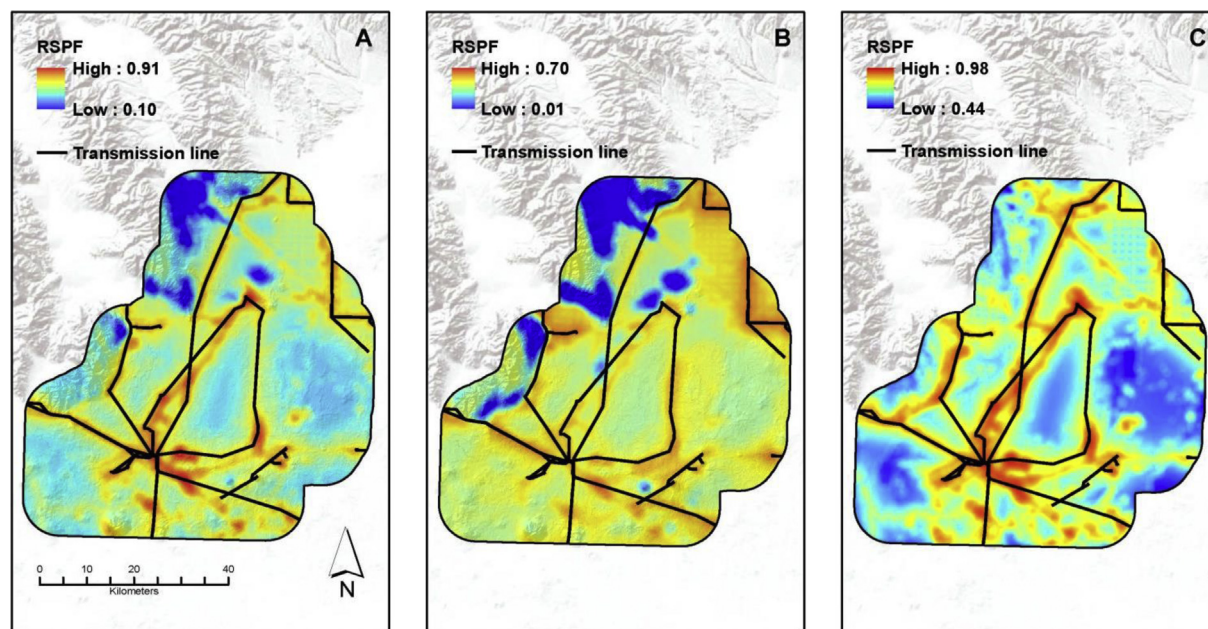 A
RSPF
High : 0.91
Low : 0.10
Transmission line
0 10 20 40
Kilometers
N
B
RSPF
High : 0.70
Low : 0.01
Transmission line
C
RSPF
High : 0.98
Low : 0.44
Transmission line